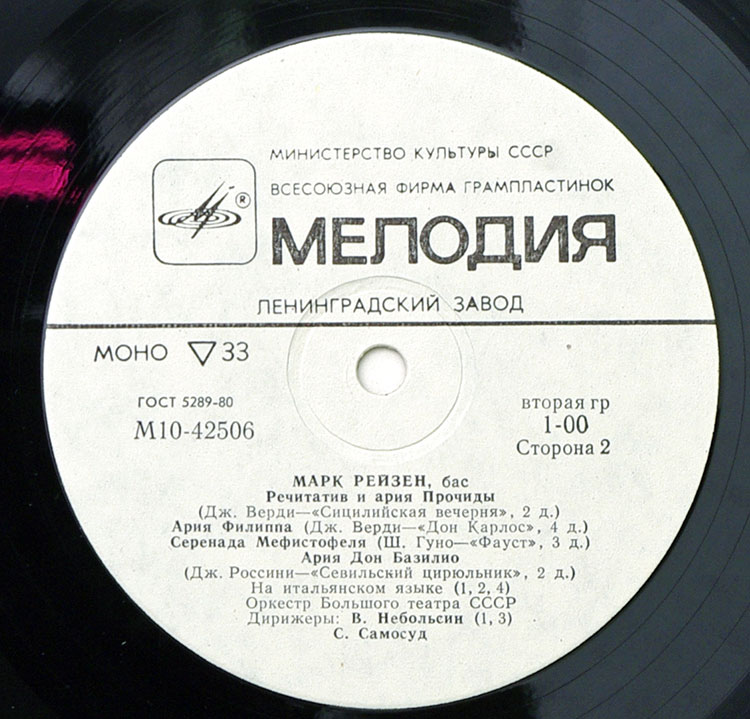 МИНИСТЕРСТВО КУЛЬТУРЫ СССР
ВСЕСОЮЗНАЯ ФИРМА ГРАМПЛАСТИНОК
®
МЕЛОДИЯ
ЛЕНИНГРАДСКИЙ ЗАВОД
МОНО ▽ 33
ГОСТ 5289-80
М10-42506
вторая гр
1-00
Сторона 2
МАРК РЕЙЗЕН, бас
Речитатив и ария Прочиды
(Дж. Верди—«Сицилийская вечерня», 2 д.)
Ария Филиппа (Дж. Верди—«Дон Карлос», 4 д.)
Серенада Мефистофеля (Ш. Гуно—«Фауст», 3 д.)
Ария Дон Базилио
(Дж. Россини—«Севильский цирюльник», 2 д.)
На итальянском языке (1, 2, 4)
Оркестр Большого театра СССР
Дирижеры: В. Небольсин (1, 3)
С. Самосуд